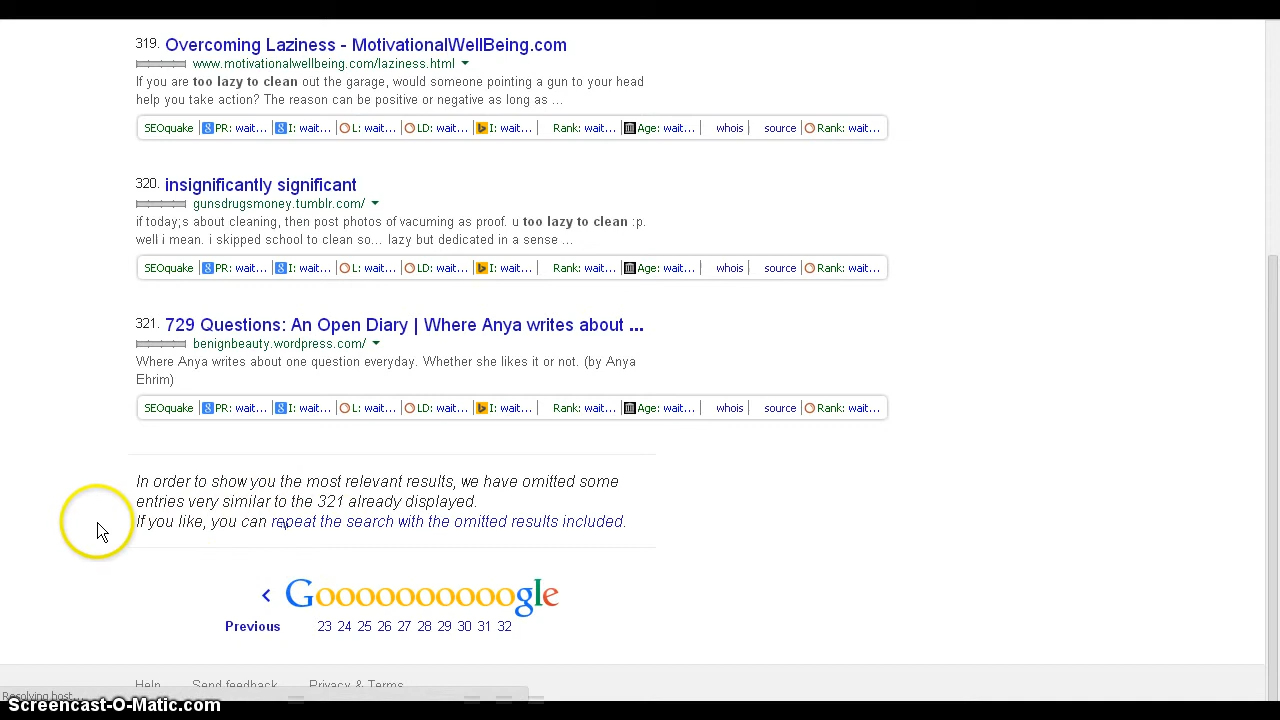 319. Overcoming Laziness - MotivationalWellBeing.com
www.motivationalwellbeing.com/laziness.html
If you are too lazy to clean out the garage, would someone pointing a gun to your head
help you take action? The reason can be positive or negative as long as ...
SEOquake PR: wait... I: wait... L: wait... LD: wait... I: wait... Rank: wait... Age: wait... whois source Rank: wait...
320. insignificantly significant
gunsdrugsmoney.tumblr.com/
if today;s about cleaning, then post photos of vacuming as proof. u too lazy to clean :p.
well i mean. i skipped school to clean so... lazy but dedicated in a sense ...
SEOquake PR: wait... I: wait... L: wait... LD: wait... I: wait... Rank: wait... Age: wait... whois source Rank: wait...
321. 729 Questions: An Open Diary | Where Anya writes about ...
benignbeauty.wordpress.com/
Where Anya writes about one question everyday. Whether she likes it or not. (by Anya
Ehrim)
SEOquake PR: wait... I: wait... L: wait... LD: wait... I: wait... Rank: wait... Age: wait... whois source Rank: wait...
In order to show you the most relevant results, we have omitted some
entries very similar to the 321 already displayed.
If you like, you can repeat the search with the omitted results included.
Goooooooooogle
Previous 23 24 25 26 27 28 29 30 31 32
Help Send feedback Privacy & Terms
Resolving host...
Screencast-O-Matic.com